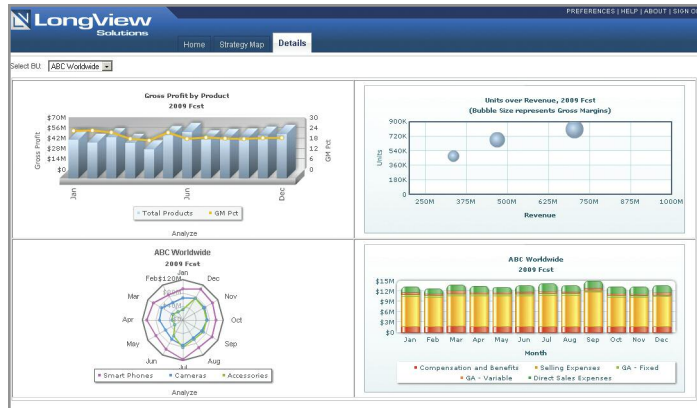 PREFERENCES | HELP | ABOUT | SIGN O
LongView
Solutions
Home Strategy Map Details
Select BU: ABC Worldwide
Gross Profit by Product
2009 Fcst
$70M
$56M
$42M
$28M
$14M
$0
Gross Profit
30
24
18
12
6
0
GM Pct
Jan Jun Dec
Total Products GM Pct
Analyze
Units over Revenue, 2009 Fcst
(Bubble Size represents Gross Margins)
900K
720K
540K
360K
180K
0
Units
250M 375M 500M 625M 750M 875M 1000M
Revenue
ABC Worldwide
2009 Fcst
Jan
Feb $120M Dec
Mar Nov
Apr Oct
May Sep
Jun Aug
Jul
Smart Phones Cameras Accessories
Analyze
ABC Worldwide
2009 Fcst
$15M
$12M
$9M
$6M
$3M
$0
Jan Feb Mar Apr May Jun Jul Aug Sep Oct Nov Dec
Month
Compensation and Benefits Selling Expenses GA - Fixed
GA - Variable Direct Sales Expenses